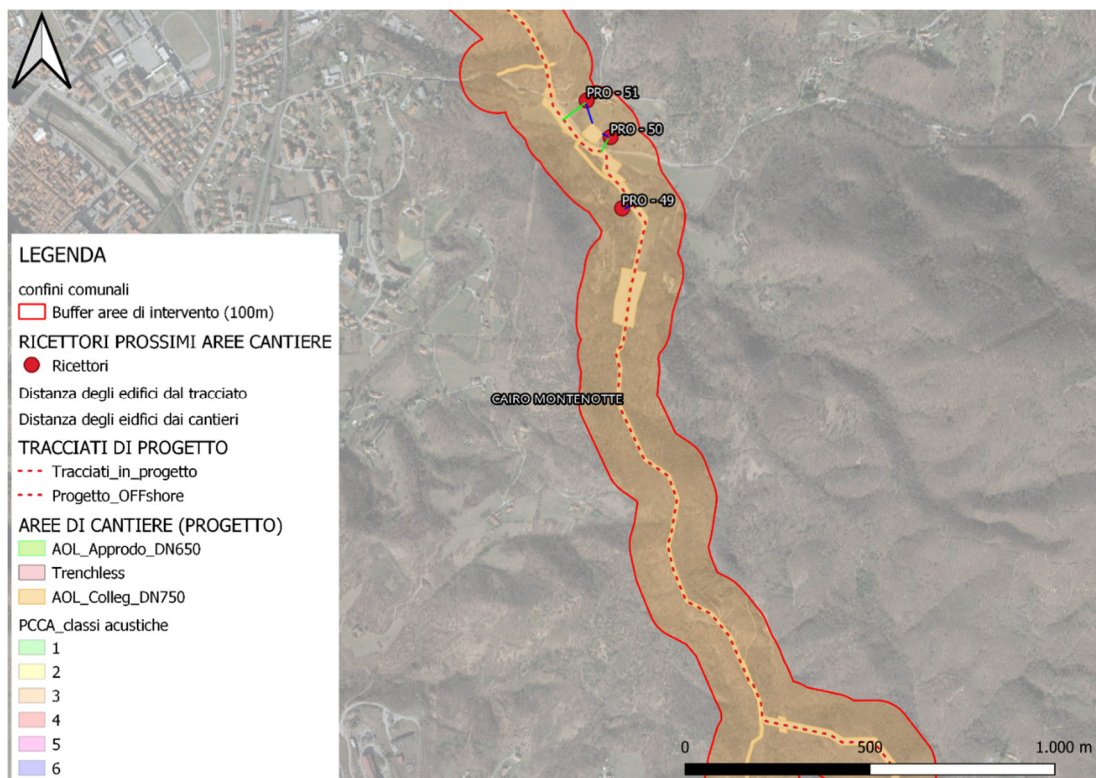 PRO - 51
PRO - 50
PRO - 49
CAIRO MONTENOTTE
LEGENDA
confini comunali
Buffer aree di intervento (100m)
RICETTORI PROSSIMI AREE CANTIERE
Ricettori
Distanza degli edifici dal tracciato
Distanza degli eidfici dai cantieri
TRACCIATI DI PROGETTO
Tracciati_in_progetto
Progetto_OFFshore
AREE DI CANTIERE (PROGETTO)
AOL_Approdo_DN650
Trenchless
AOL_Colleg_DN750
PCCA_classi acustiche
1
2
3
4
5
6
0 500 1.000 m